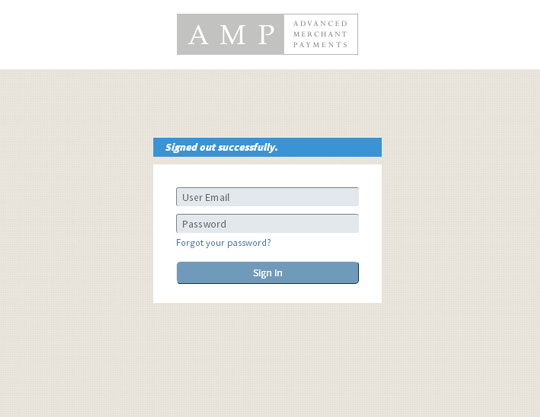 AMP
ADVANCED
MERCHANT
PAYMENTS
Signed out successfully.
User Email
Password
Forgot your password?
Sign in